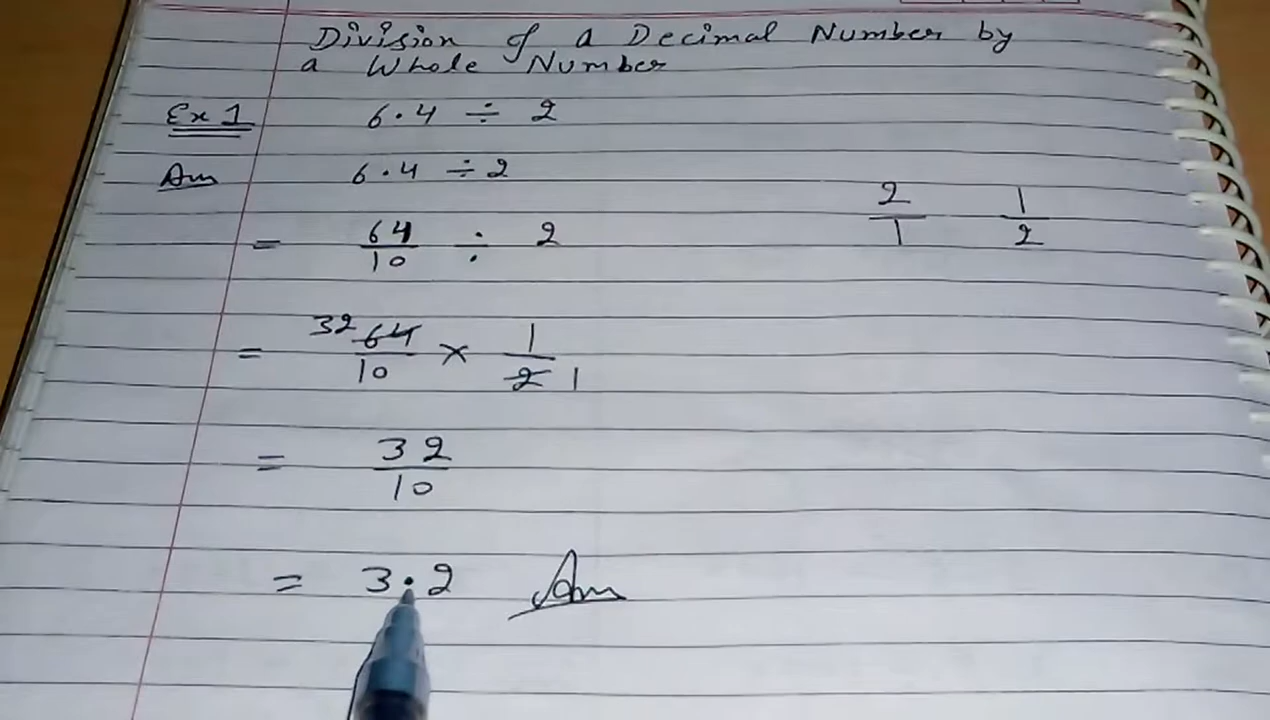 Division of a Decimal Number by
a Whole Number
Ex 1 6.4 ÷ 2
Ans 6.4 ÷ 2
= 64/10 ÷ 2
2/1 1/2
= 32 64/10 × 1/2 1
= 32/10
= 3.2 Ans